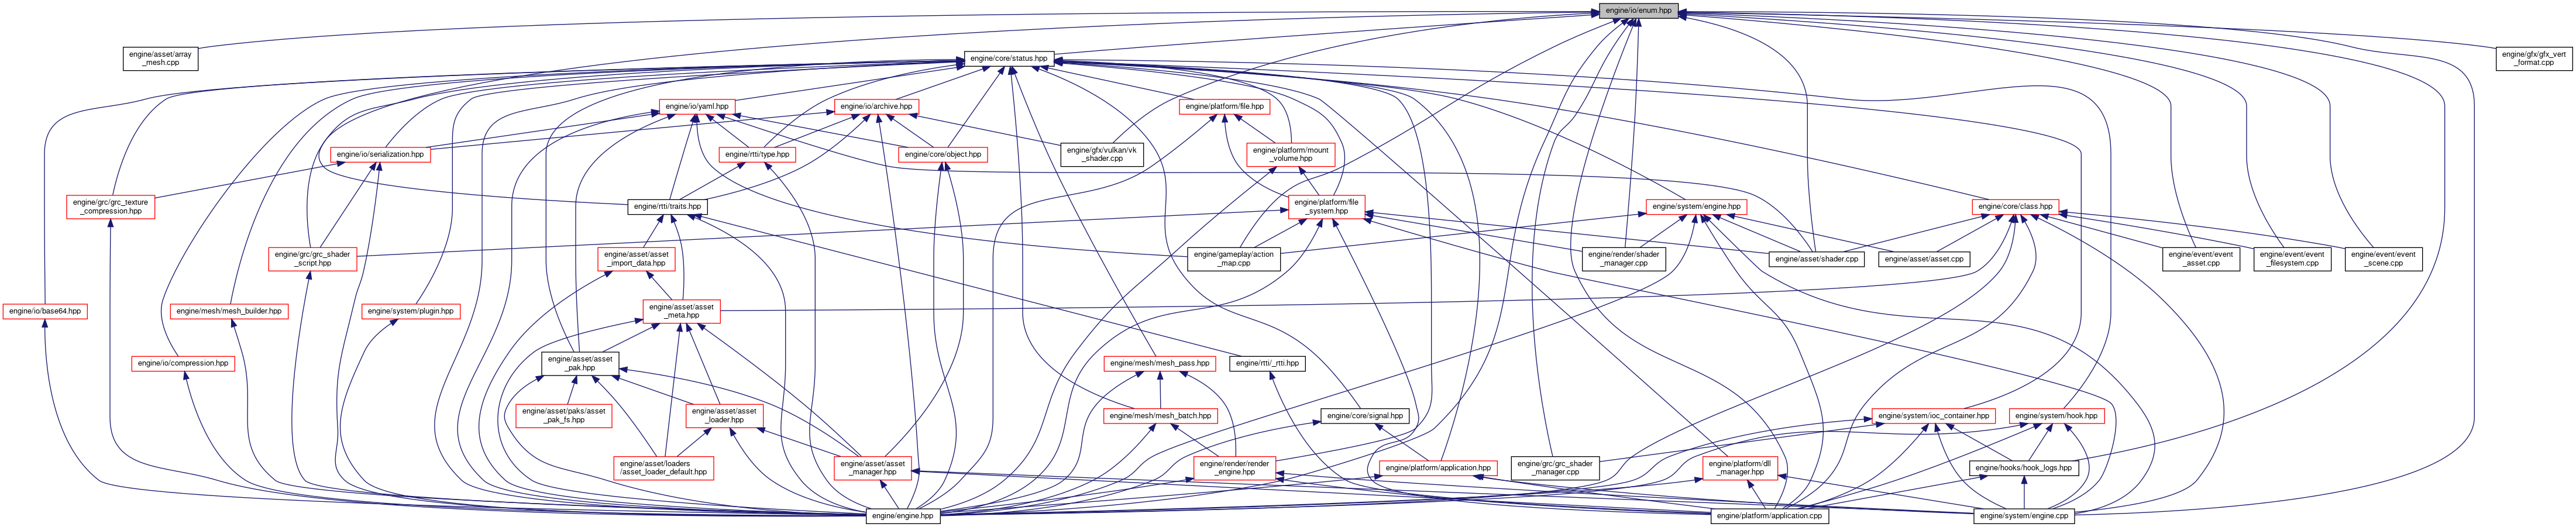 engine/io/enum.hpp
engine/asset/array
_mesh.cpp
engine/core/status.hpp
engine/gfx/gfx_vert
_format.cpp
engine/io/yaml.hpp
engine/io/archive.hpp
engine/platform/file.hpp
engine/io/serialization.hpp
engine/rtti/type.hpp
engine/core/object.hpp
engine/gfx/vulkan/vk
_shader.cpp
engine/platform/mount
_volume.hpp
engine/grc/grc_texture
_compression.hpp
engine/rtti/traits.hpp
engine/platform/file
_system.hpp
engine/system/engine.hpp
engine/core/class.hpp
engine/grc/grc_shader
_script.hpp
engine/asset/asset
_import_data.hpp
engine/gameplay/action
_map.cpp
engine/render/shader
_manager.cpp
engine/asset/shader.cpp
engine/asset/asset.cpp
engine/event/event
_asset.cpp
engine/event/event
_filesystem.cpp
engine/event/event
_scene.cpp
engine/io/base64.hpp
engine/mesh/mesh_builder.hpp
engine/system/plugin.hpp
engine/asset/asset
_meta.hpp
engine/io/compression.hpp
engine/asset/asset
_pak.hpp
engine/mesh/mesh_pass.hpp
engine/rtti/_rtti.hpp
engine/asset/paks/asset
_pak_fs.hpp
engine/asset/asset
_loader.hpp
engine/mesh/mesh_batch.hpp
engine/core/signal.hpp
engine/system/ioc_container.hpp
engine/system/hook.hpp
engine/asset/loaders
/asset_loader_default.hpp
engine/asset/asset
_manager.hpp
engine/render/render
_engine.hpp
engine/platform/application.hpp
engine/grc/grc_shader
_manager.cpp
engine/platform/dll
_manager.hpp
engine/hooks/hook_logs.hpp
engine/engine.hpp
engine/platform/application.cpp
engine/system/engine.cpp